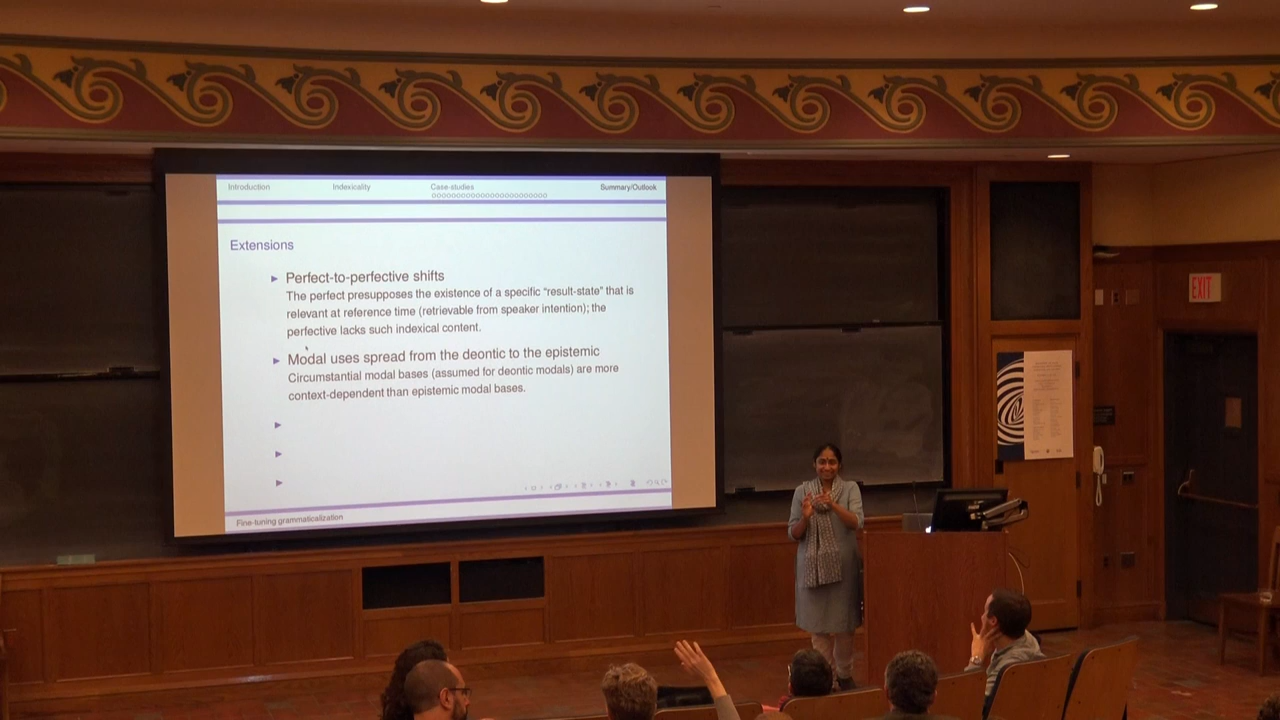 Introduction
Indexicality
Case-studies
Summary/Outlook
Extensions
Perfect-to-perfective shifts
The perfect presupposes the existence of a specific "result-state" that is
relevant at reference time (retrievable from speaker intention); the
perfective lacks such indexical content.
Modal uses spread from the deontic to the epistemic
Circumstantial modal bases (assumed for deontic modals) are more
context-dependent than epistemic modal bases.
Fine-tuning grammaticalization
EXIT